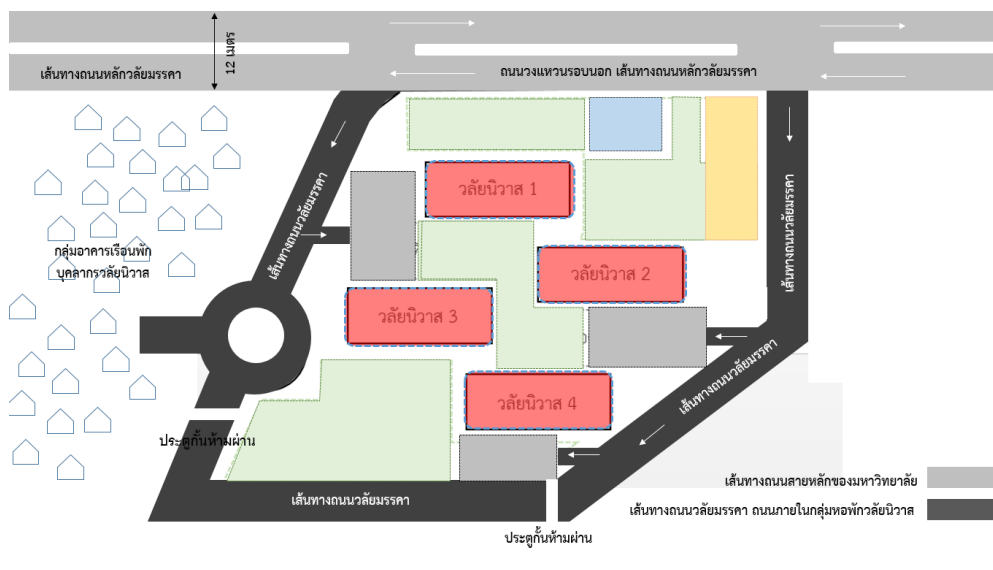 12 เมตร
เส้นทางถนนหลักวลัยมรรคา
ถนนวงแหวนรอบนอก เส้นทางถนนหลักวลัยมรรคา
วลัยนิวาส 1
เส้นทางถนนวลัยมรรคา
เส้นทางถนนวลัยมรรคา
กลุ่มอาคารเรือนพัก
บุคลากรวลัยนิวาส
วลัยนิวาส 2
วลัยนิวาส 3
เส้นทางถนนวลัยมรรคา
วลัยนิวาส 4
ประตูกั้นห้ามผ่าน
เส้นทางถนนวลัยมรรคา
เส้นทางถนนสายหลักของมหาวิทยาลัย
เส้นทางถนนวลัยมรรคา ถนนภายในกลุ่มหอพักวลัยนิวาส
ประตูกั้นห้ามผ่าน